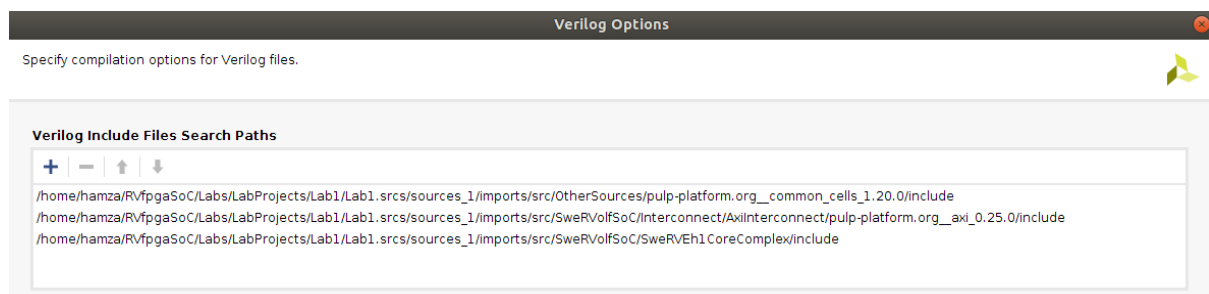 Verilog Options
Specify compilation options for Verilog files.
Verilog Include Files Search Paths
/home/hamza/RVfpgaSoC/Labs/LabProjects/Lab1/Lab1.srcs/sources_1/imports/src/OtherSources/pulp-platform.org__common_cells_1.20.0/include
/home/hamza/RVfpgaSoC/Labs/LabProjects/Lab1/Lab1.srcs/sources_1/imports/src/SweRVolfSoC/Interconnect/AxiInterconnect/pulp-platform.org__axi_0.25.0/include
/home/hamza/RVfpgaSoC/Labs/LabProjects/Lab1/Lab1.srcs/sources_1/imports/src/SweRVolfSoC/SweRVEh1CoreComplex/include